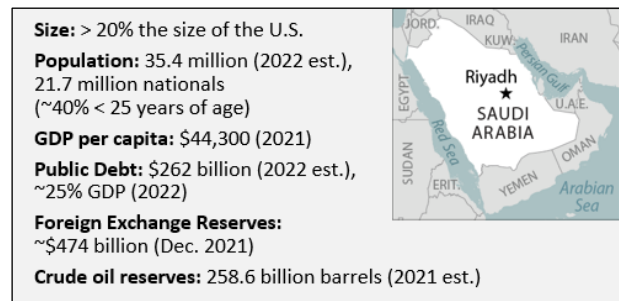 Size: > 20% the size of the U.S.
Population: 35.4 million (2022 est.),
21.7 million nationals
(~40% < 25 years of age)
GDP per capita: $44,300 (2021)
Public Debt: $262 billion (2022 est.),
~25% GDP (2022)
Foreign Exchange Reserves:
~$474 billion (Dec. 2021)
Crude oil reserves: 258.6 billion barrels (2021 est.)
JORD.
IRAQ
KUW.
IRAN
Persian Gulf
Riyadh
EGYPT
SAUDI
ARABIA
U.A.E.
Red Sea
OMAN
SUDAN
ERIT.
YEMEN
Arabian
Sea